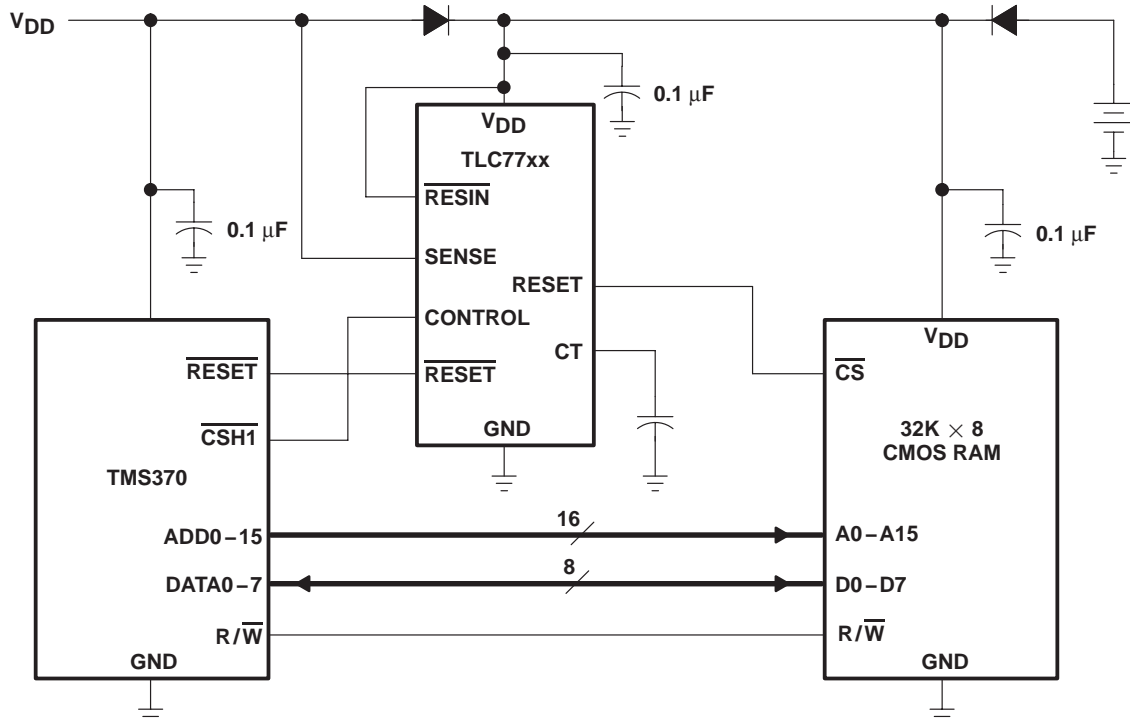 VDD
0.1 µF
VDD
TLC77xx
RESIN
0.1 µF
0.1 µF
SENSE
RESET
CONTROL
VDD
CT
RESET
RESET
CS
CSH1
GND
32K × 8
CMOS RAM
TMS370
16
ADD0–15
A0–A15
8
DATA0–7
D0–D7
R/W
R/W
GND
GND